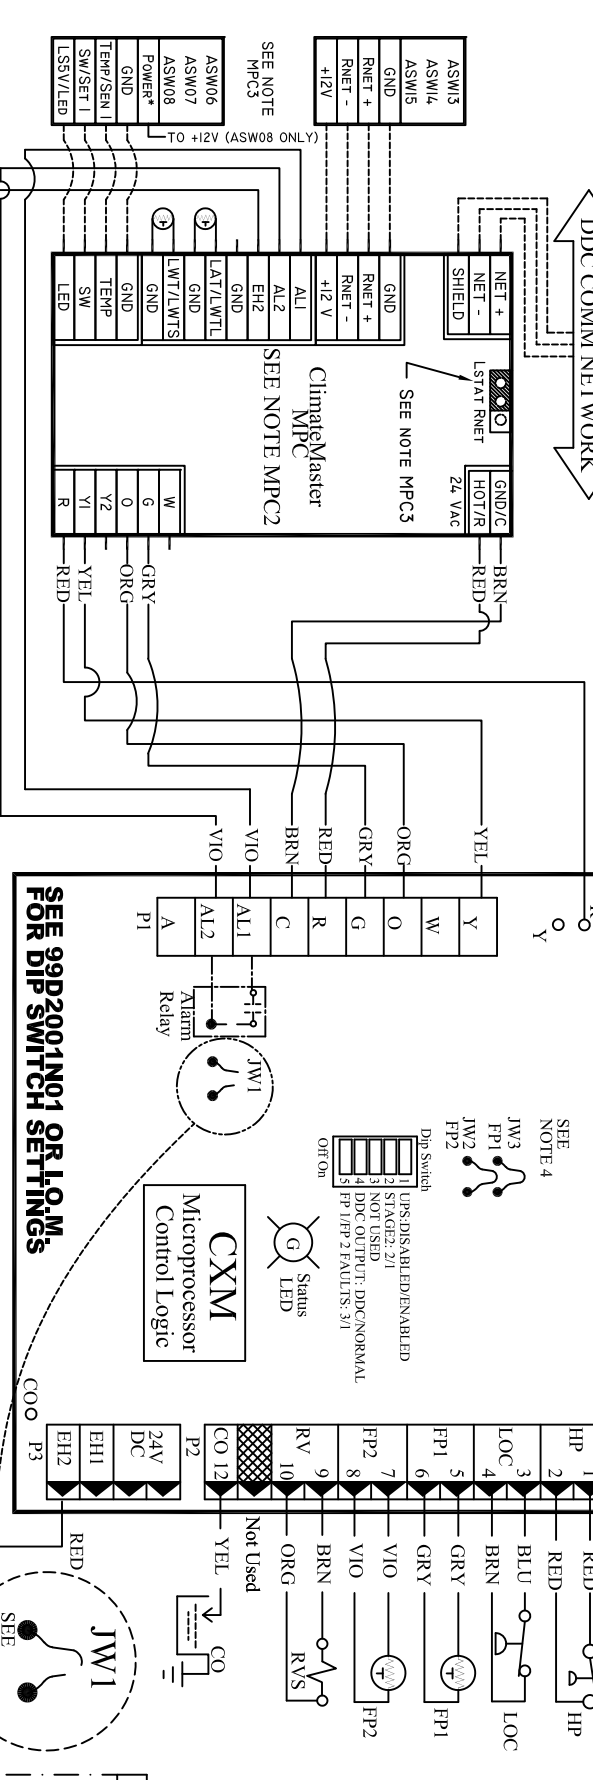 ASW13
ASW14
ASW15
GND
RNET +
RNET -
+12V
SEE NOTE
MPC3
ASW06
ASW07
ASW08
POWER*
GND
TEMP/SEN 1
SW/SET 1
LS5V/LED
TO +12V (ASW08 ONLY)
DDC COMM NETWORK
NET +
NET -
SHIELD
GND
RNET +
RNET -
+12 V
AL1
AL2
EH2
GND
LAT/LWTL
GND
LWT/LWTS
GND
GND
TEMP
SW
LED
LSTAT RNET
SEE NOTE MPC3
ClimateMaster
MPC
SEE NOTE MPC2
GND/C
HOT/R
24 VAC
W
G
O
Y2
Y1
R
BRN
RED
GRY
ORG
YEL
RED
YEL
ORG
GRY
RED
BRN
VIO
VIO
Y
Y
W
O
G
R
C
AL1
AL2
A
P1
Alarm
Relay
JW1
SEE
NOTE 4
JW3
FP1
JW2
FP2
Dip Switch
1 UPS:DISABLED/ENABLED
2 STAGE2: 2/1
3 NOT USED
4 DDC OUTPUT: DDC/NORMAL
5 FP 1/FP 2 FAULTS: 3/1
Off On
Status
LED
G
CXM
Microprocessor
Control Logic
SEE 99D2001N01 OR I.O.M.
FOR DIP SWITCH SETTINGS
HP 1
2
LOC 3
4
FP1 5
6
FP2 7
8
RV 9
10
CO 12
P2
24V
DC
EH1
EH2
P3
CO
RED
RED
BLU
BRN
GRY
GRY
VIO
VIO
BRN
ORG
Not Used
YEL
RED
HP
LOC
FP1
FP2
RVS
CO
JW1
SEE